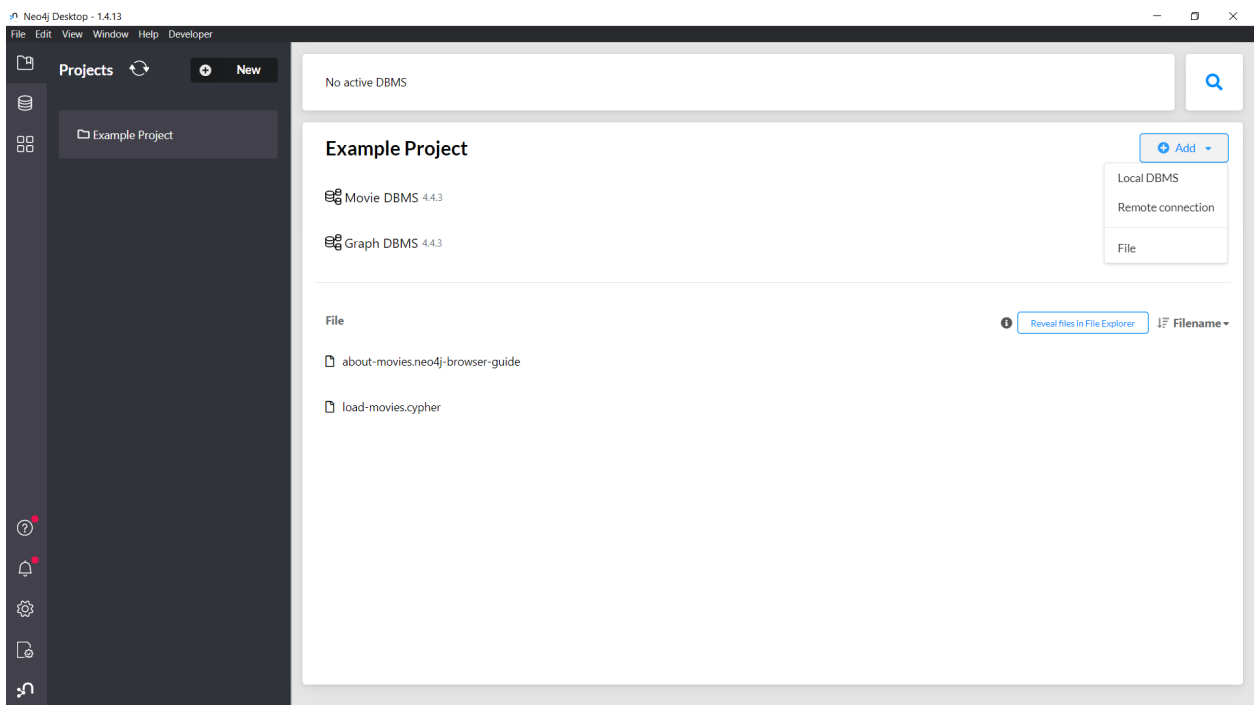 Neo4j Desktop - 1.4.13
File Edit View Window Help Developer
Projects
New
Example Project
No active DBMS
Example Project
Add
Local DBMS
Remote connection
File
Movie DBMS 4.4.3
Graph DBMS 4.4.3
File
Reveal files in File Explorer
Filename
about-movies.neo4j-browser-guide
load-movies.cypher